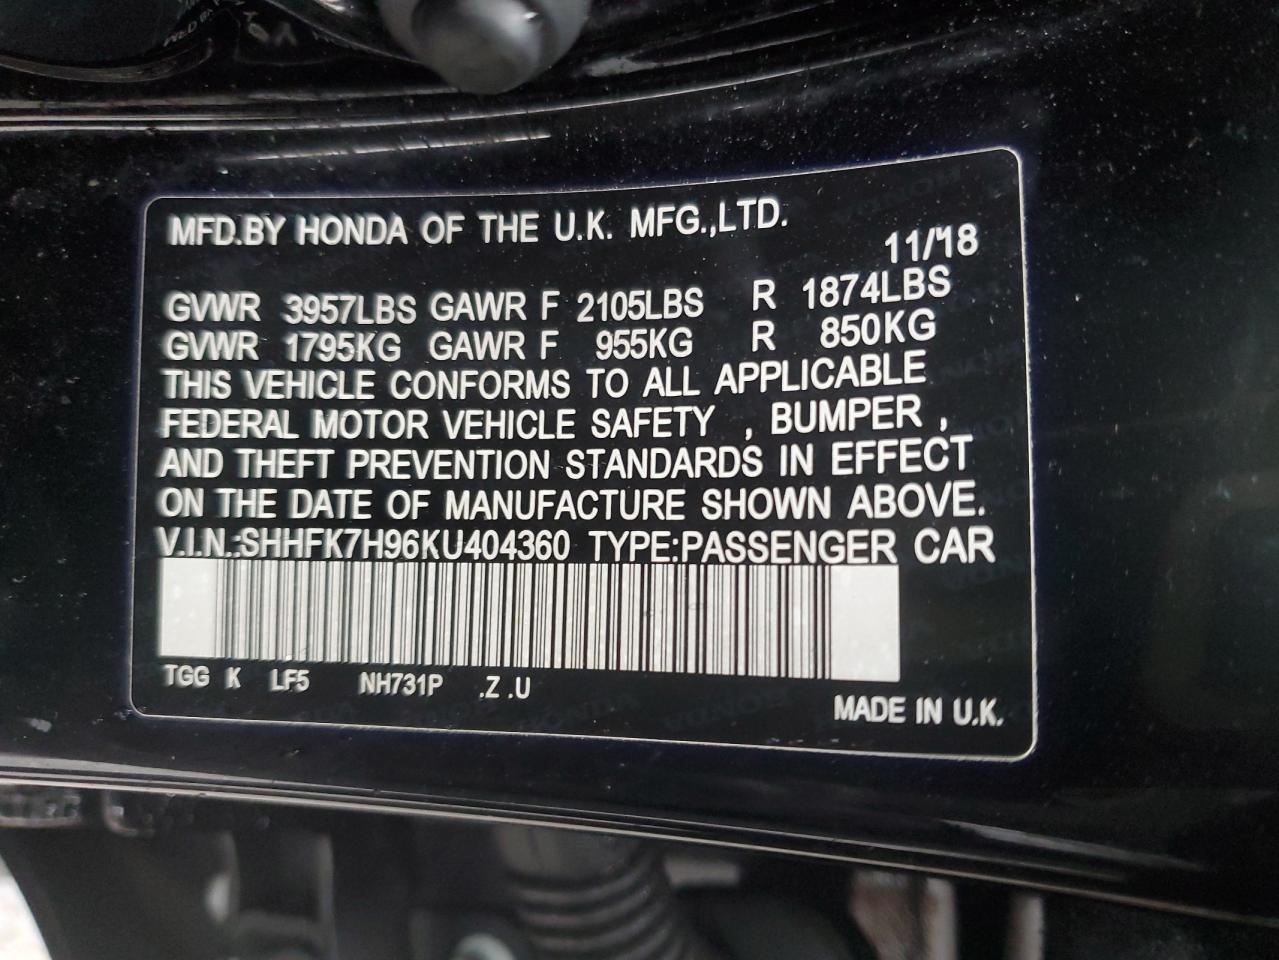 MFD.BY HONDA OF THE U.K. MFG.,LTD.
11/18
GVWR 3957LBS GAWR F 2105LBS R 1874LBS
GVWR 1795KG GAWR F 955KG R 850KG
THIS VEHICLE CONFORMS TO ALL APPLICABLE
FEDERAL MOTOR VEHICLE SAFETY , BUMPER ,
AND THEFT PREVENTION STANDARDS IN EFFECT
ON THE DATE OF MANUFACTURE SHOWN ABOVE.
V.I.N.:SHHFK7H96KU404360 TYPE:PASSENGER CAR
TGG K LF5 NH731P .Z .U
MADE IN U.K.